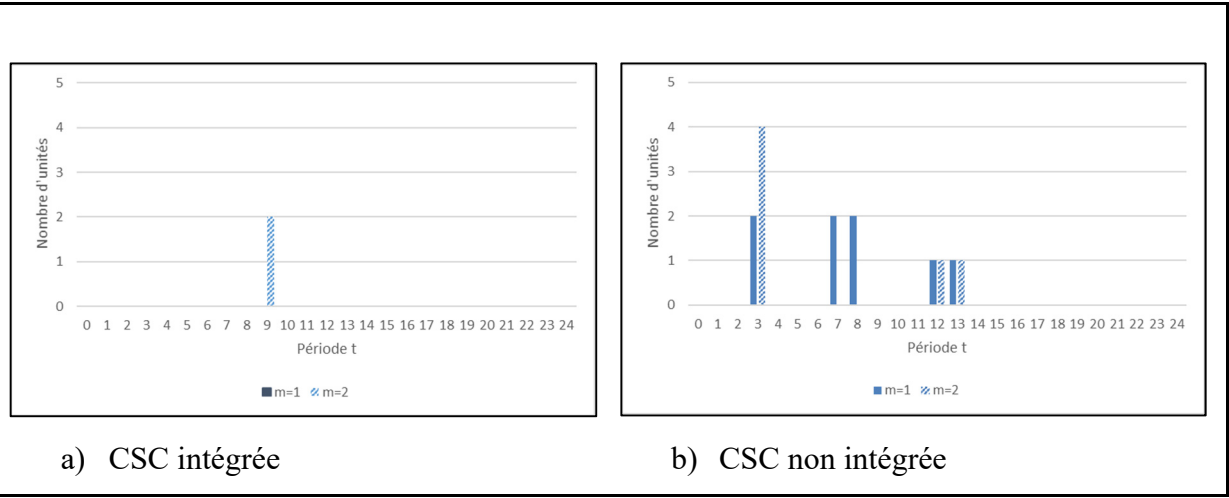 5
4
3
2
1
0
Nombre d'unités
0 1 2 3 4 5 6 7 8 9 10 11 12 13 14 15 16 17 18 19 20 21 22 23 24
Période t
m=1 m=2
a) CSC intégrée
5
4
3
2
1
0
Nombre d'unités
0 1 2 3 4 5 6 7 8 9 10 11 12 13 14 15 16 17 18 19 20 21 22 23 24
Période t
m=1 m=2
b) CSC non intégrée